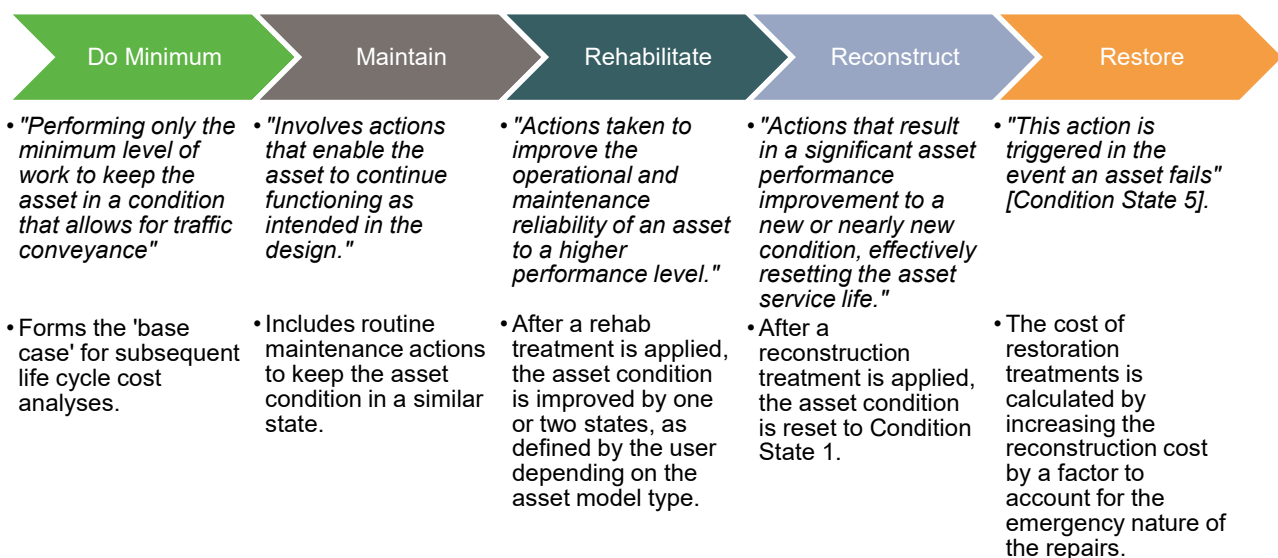 Do Minimum
Maintain
Rehabilitate
Reconstruct
Restore
• "Performing only the
minimum level of
work to keep the
asset in a condition
that allows for traffic
conveyance"
• Forms the 'base
case' for subsequent
life cycle cost
analyses.
• "Involves actions
that enable the
asset to continue
functioning as
intended in the
design."
• Includes routine
maintenance actions
to keep the asset
condition in a similar
state.
• "Actions taken to
improve the
operational and
maintenance
reliability of an asset
to a higher
performance level."
• After a rehab
treatment is applied,
the asset condition
is improved by one
or two states, as
defined by the user
depending on the
asset model type.
• "Actions that result
in a significant asset
performance
improvement to a
new or nearly new
condition, effectively
resetting the asset
service life."
• After a
reconstruction
treatment is applied,
the asset condition
is reset to Condition
State 1.
• "This action is
triggered in the
event an asset fails"
[Condition State 5].
• The cost of
restoration
treatments is
calculated by
increasing the
reconstruction cost
by a factor to
account for the
emergency nature of
the repairs.